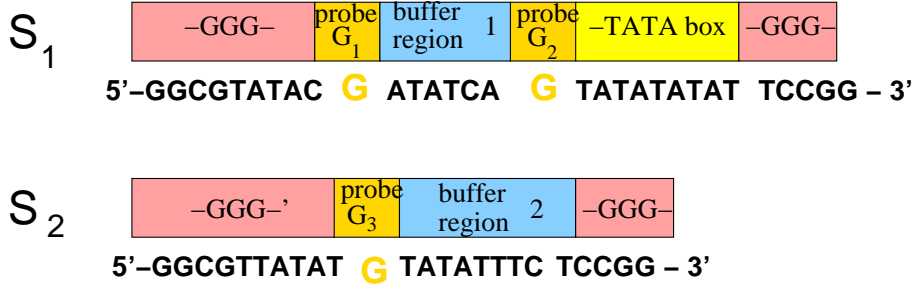 S1
–GGG– probe G1 buffer region 1 probe G2 –TATA box –GGG–
5’–GGCGTATAC G ATATCA G TATATATAT TCCGG – 3’
S2
–GGG–’ probe G3 buffer region 2 –GGG–
5’–GGCGTTATAT G TATATTTC TCCGG – 3’